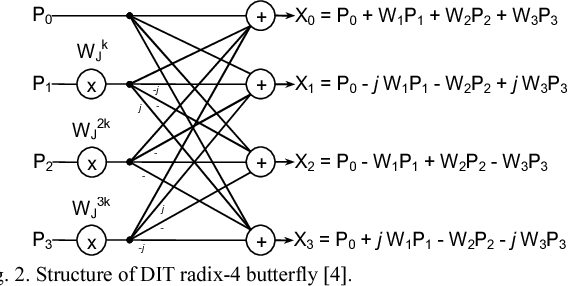 P₀ + X₀ = P₀ + W₁P₁ + W₂P₂ + W₃P₃
W_J^k
P₁ x -j + X₁ = P₀ - j W₁P₁ - W₂P₂ + j W₃P₃
j -
W_J^2k
P₂ x - + X₂ = P₀ - W₁P₁ + W₂P₂ - W₃P₃
-
W_J^3k
j
-
P₃ x + X₃ = P₀ + j W₁P₁ - W₂P₂ - j W₃P₃
-j
g. 2. Structure of DIT radix-4 butterfly [4].